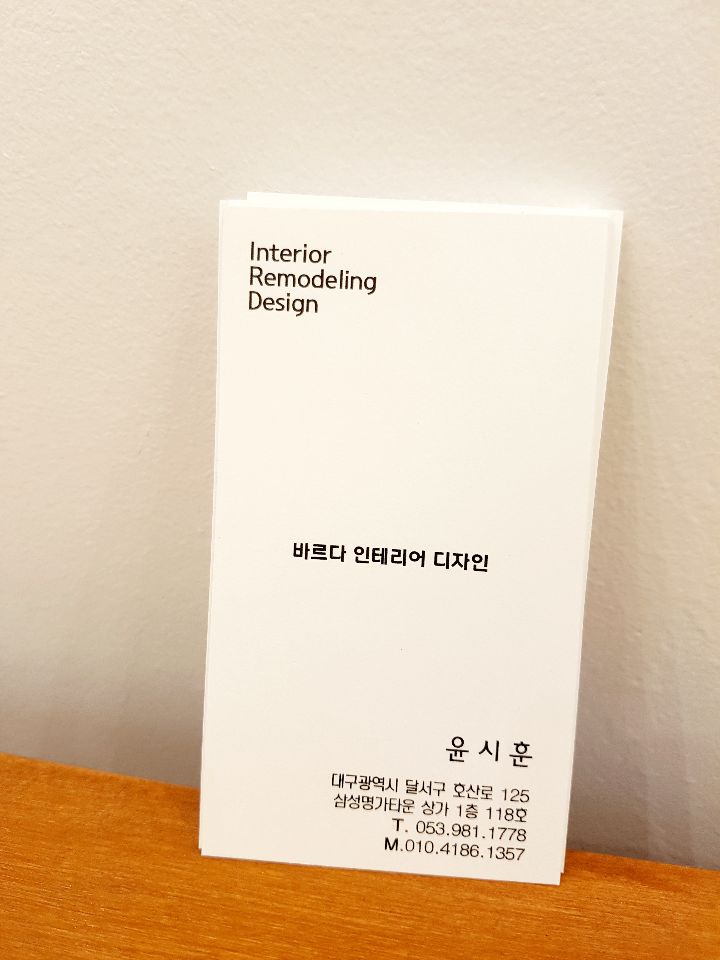 Interior
Remodeling
Design
바르다 인테리어 디자인
윤 시 훈
대구광역시 달서구 호산로 125
삼성명가타운 상가 1층 118호
T. 053.981.1778
M.010.4186.1357